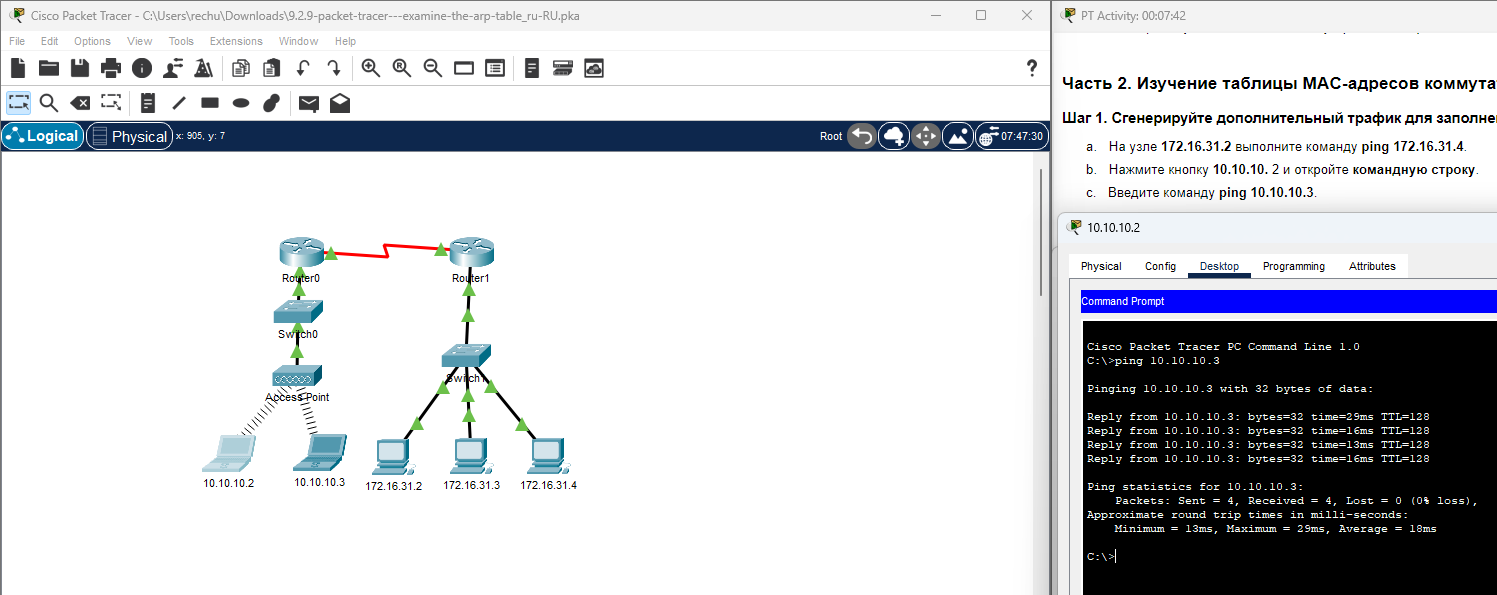 Cisco Packet Tracer - C:\Users\rechu\Downloads\9.2.9-packet-tracer---examine-the-arp-table_ru-RU.pka
File Edit Options View Tools Extensions Window Help
Logical Physical x: 905, y: 7 Root 07:47:30
Router0
Router1
Switch0
Switch1
Access Point
10.10.10.2
10.10.10.3
172.16.31.2
172.16.31.3
172.16.31.4
PT Activity: 00:07:42
Часть 2. Изучение таблицы MAC-адресов коммута
Шаг 1. Сгенерируйте дополнительный трафик для заполне
a. На узле 172.16.31.2 выполните команду ping 172.16.31.4.
b. Нажмите кнопку 10.10.10. 2 и откройте командную строку.
c. Введите команду ping 10.10.10.3.
10.10.10.2
Physical Config Desktop Programming Attributes
Command Prompt
Cisco Packet Tracer PC Command Line 1.0
C:\>ping 10.10.10.3
Pinging 10.10.10.3 with 32 bytes of data:
Reply from 10.10.10.3: bytes=32 time=29ms TTL=128
Reply from 10.10.10.3: bytes=32 time=16ms TTL=128
Reply from 10.10.10.3: bytes=32 time=13ms TTL=128
Reply from 10.10.10.3: bytes=32 time=16ms TTL=128
Ping statistics for 10.10.10.3:
Packets: Sent = 4, Received = 4, Lost = 0 (0% loss),
Approximate round trip times in milli-seconds:
Minimum = 13ms, Maximum = 29ms, Average = 18ms
C:\>